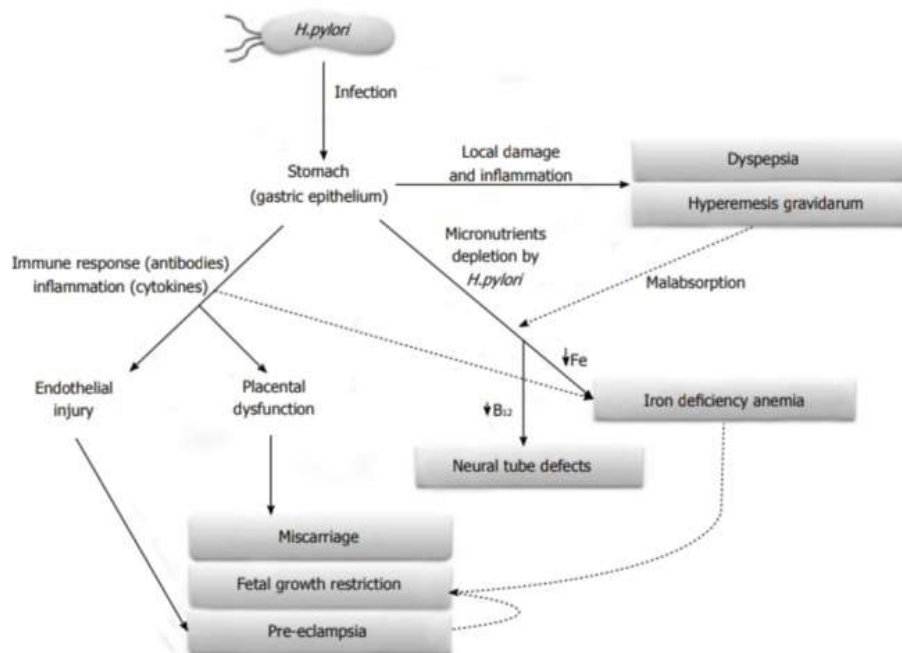 H.pylori
Infection
Stomach
(gastric epithelium)
Local damage
and inflammation
Dyspepsia
Hyperemesis gravidarum
Immune response (antibodies)
inflammation (cytokines)
Micronutrients
depletion by
H.pylori
Malabsorption
Endothelial
injury
Placental
dysfunction
↓Fe
↓B₁₂
Iron deficiency anemia
Neural tube defects
Miscarriage
Fetal growth restriction
Pre-eclampsia